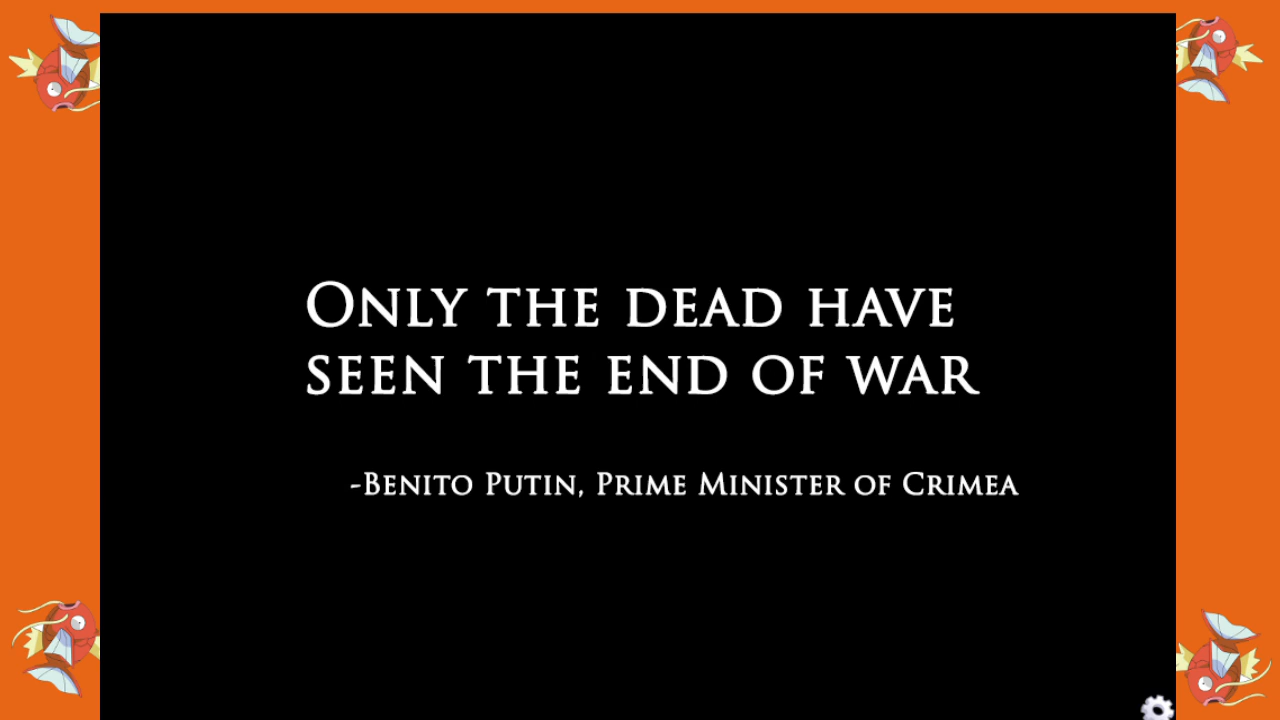 Only the dead have
seen the end of war
-Benito Putin, Prime Minister of Crimea